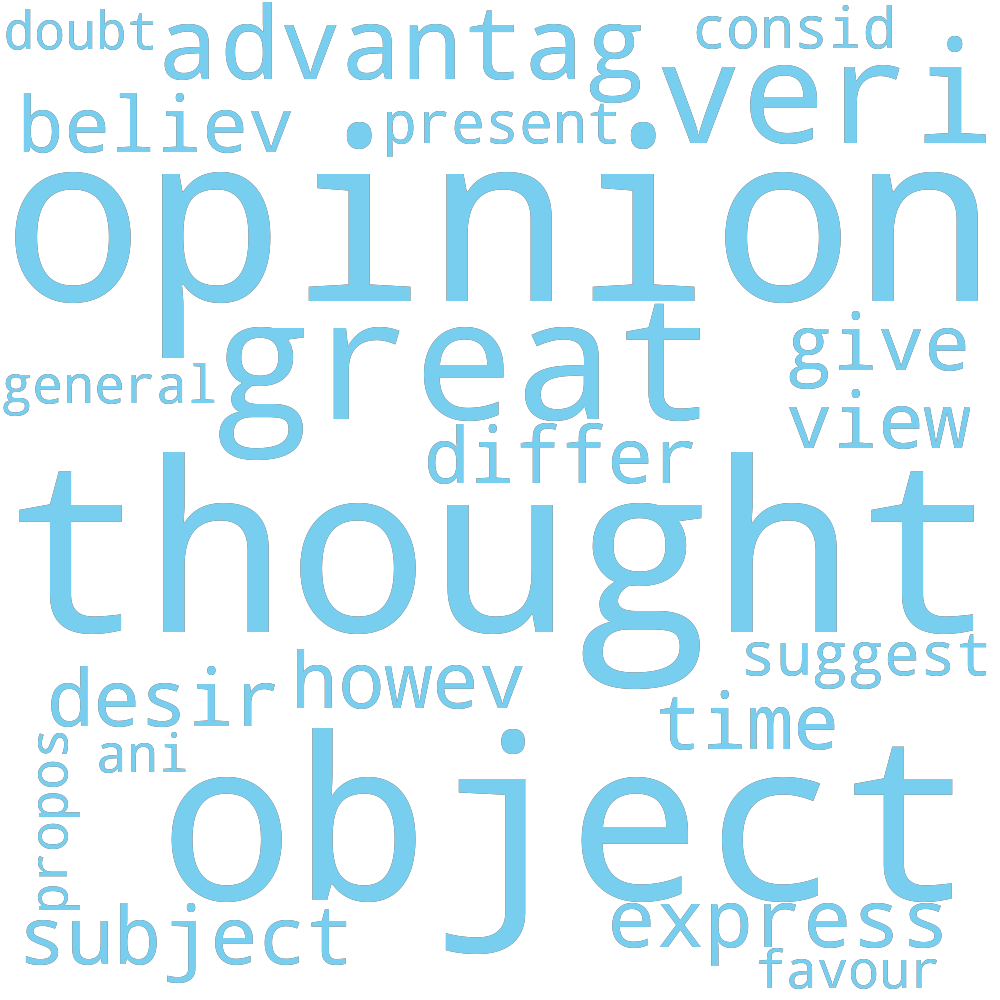 doubt advantag consid
believ present veri
opinion
general great give
differ view
thought
suggest
desir howev time
ani
propos object
subject express
favour